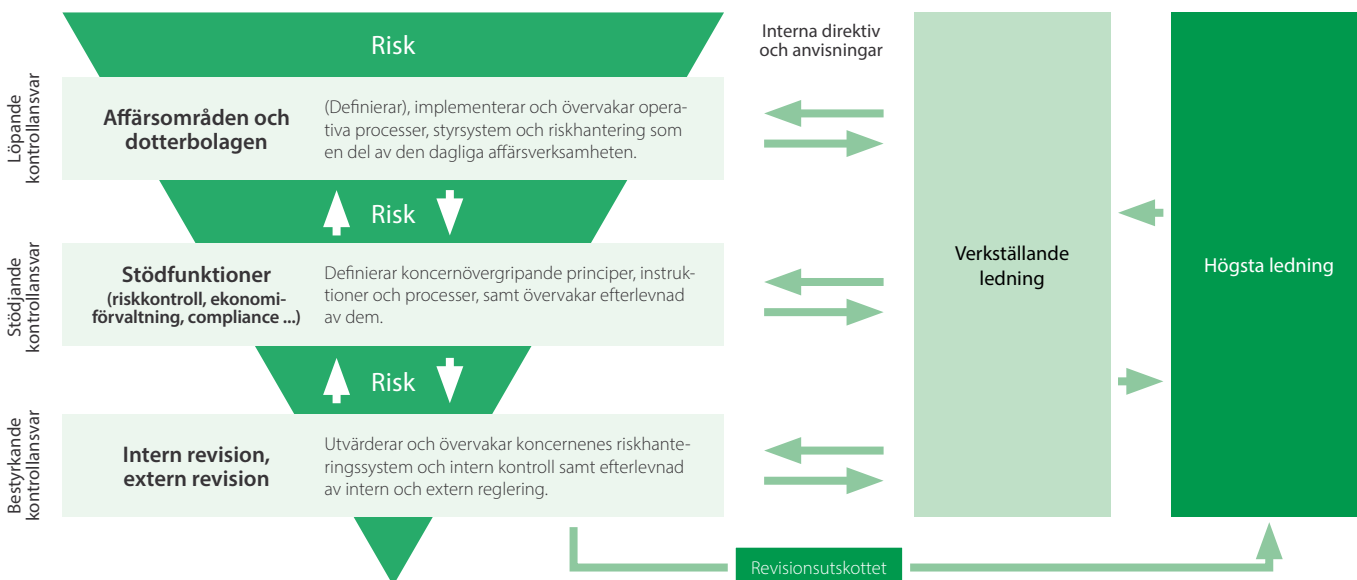 Risk
Interna direktiv
och anvisningar
Löpande
kontrollansvar
Affärsområden och
dotterbolagen
(Definierar), implementerar och övervakar opera-
tiva processer, styrsystem och riskhantering som
en del av den dagliga affärsverksamheten.
Risk
Stödjande
kontrollansvar
Stödfunktioner
(riskkontroll, ekonomi-
förvaltning, compliance ...)
Definierar koncernövergripande principer, instruk-
tioner och processer, samt övervakar efterlevnad
av dem.
Verkställande
ledning
Högsta ledning
Risk
Bestyrkande
kontrollansvar
Intern revision,
extern revision
Utvärderar och övervakar koncernenes riskhante-
ringssystem och intern kontroll samt efterlevnad
av intern och extern reglering.
Revisionsutskottet